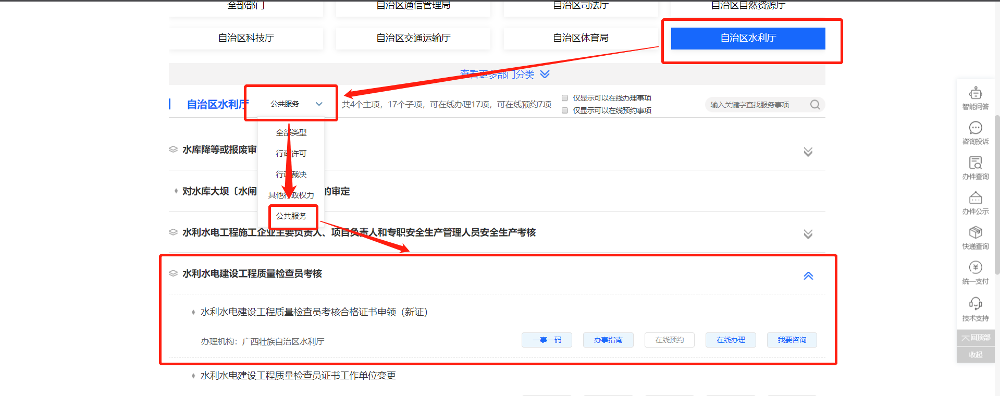 全部部门
自治区通信管理局
自治区司法厅
自治区自然资源厅
自治区科技厅
自治区交通运输厅
自治区体育局
自治区水利厅
查看更多部门分类
自治区水利厅
公共服务
共4个主项，17个子项，可在线办理17项，可在线预约7项
仅显示可以在线办理事项
仅显示可以在线预约事项
输入关键字查找服务事项
全部类型
行政许可
行政裁决
其他行政权力
公共服务
水库降等或报废审
对水库大坝〔水闸
的审定
水利水电工程施工企业主要负责人、项目负责人和专职安全生产管理人员安全生产考核
水利水电建设工程质量检查员考核
水利水电建设工程质量检查员考核合格证书申领（新证）
办理机构：广西壮族自治区水利厅
一事一码
办事指南
在线预约
在线办理
我要咨询
水利水电建设工程质量检查员证书工作单位变更
智能问答
咨询投诉
办件查询
办件公示
快递查询
统一支付
技术支持
回顶部
收起